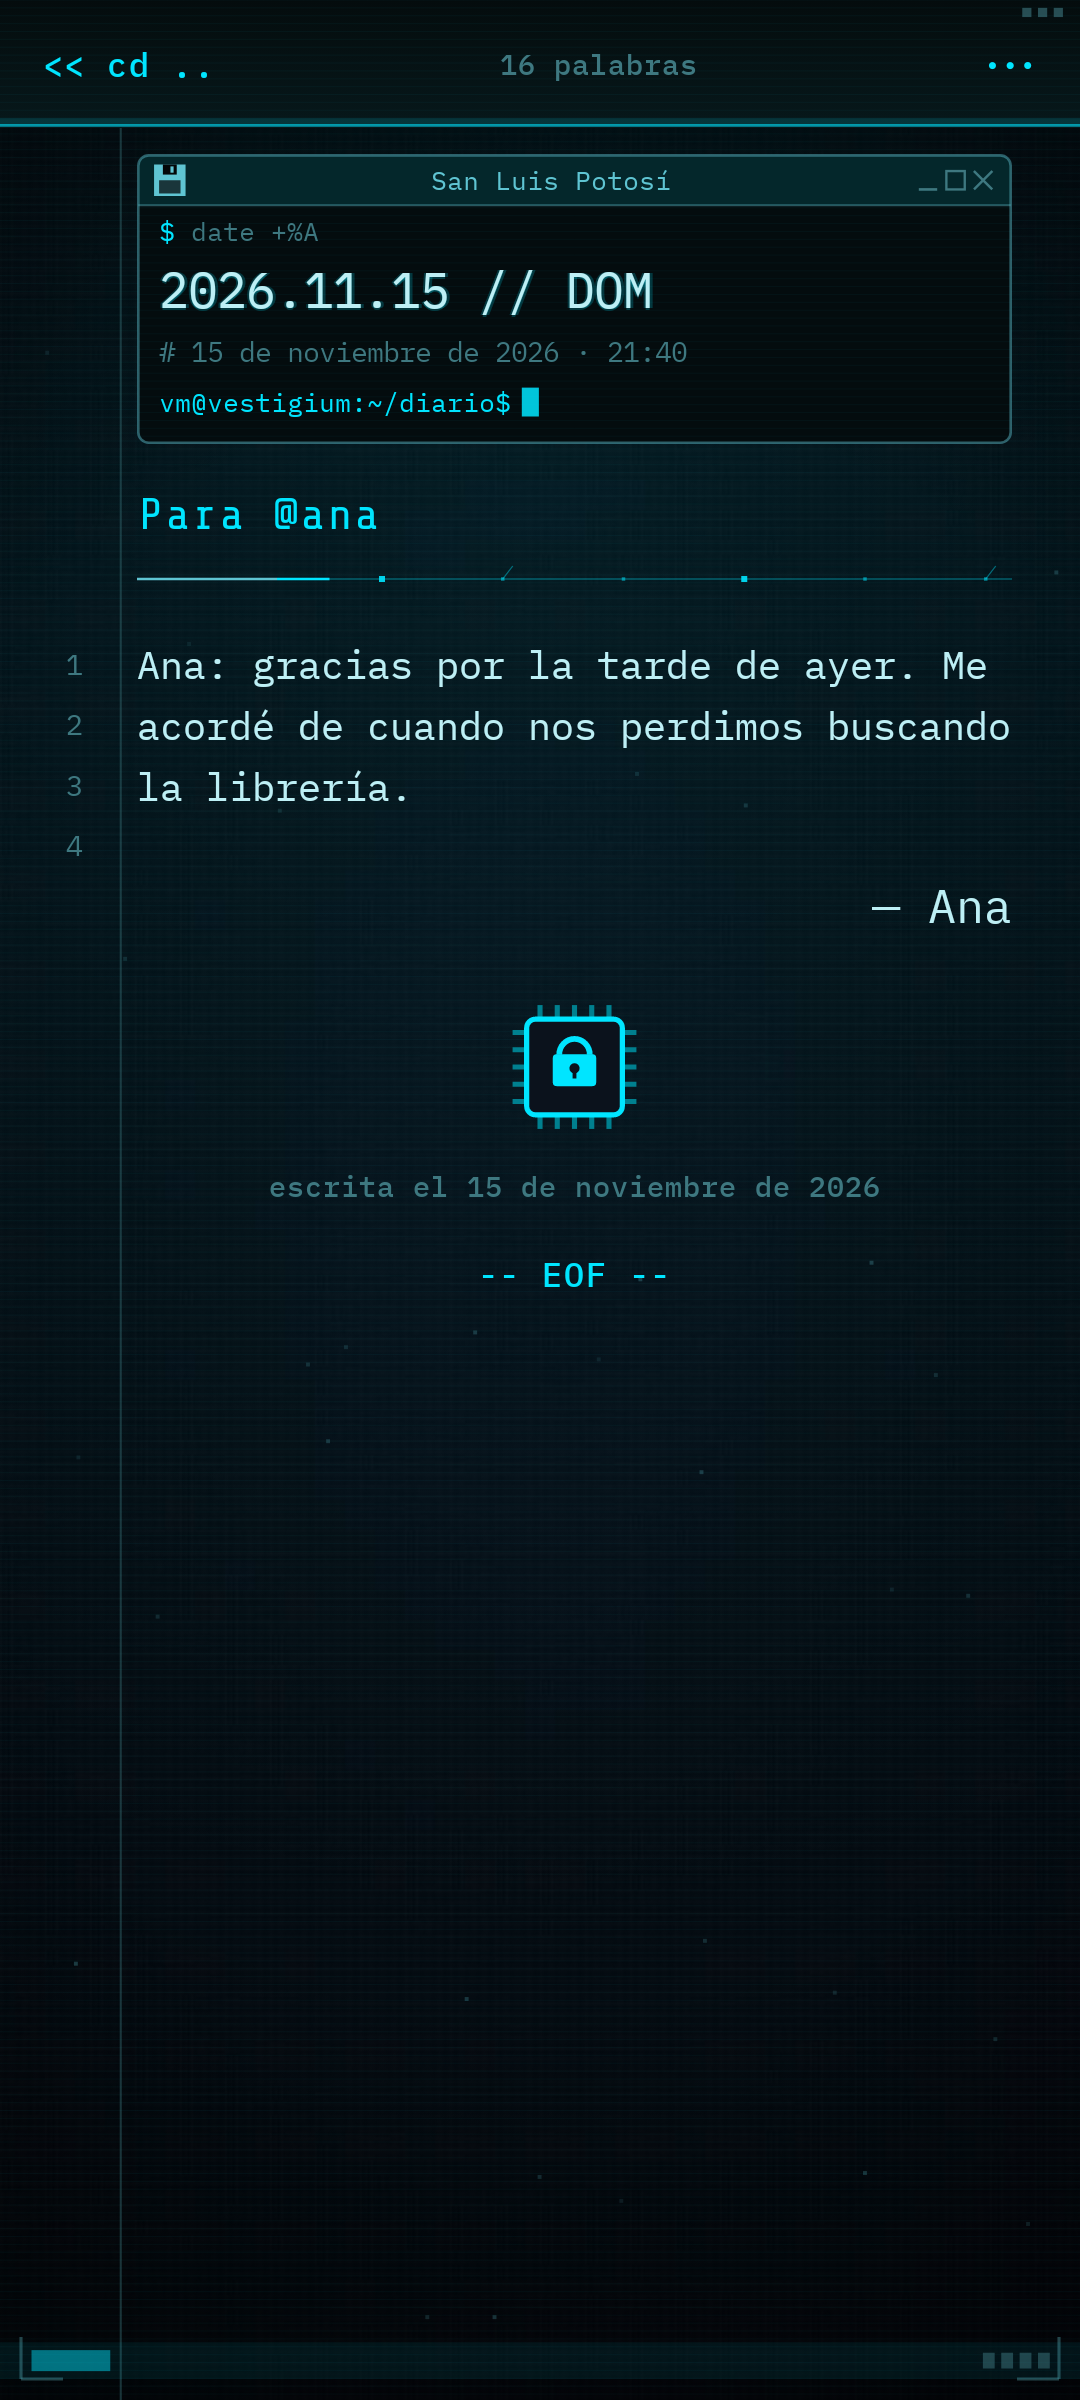 << cd .. 16 palabras ...
San Luis Potosí
$ date +%A
2026.11.15 // DOM
# 15 de noviembre de 2026 · 21:40
vm@vestigium:~/diario$
Para @ana
1 Ana: gracias por la tarde de ayer. Me
2 acordé de cuando nos perdimos buscando
3 la librería.
4
— Ana
escrita el 15 de noviembre de 2026
-- EOF --